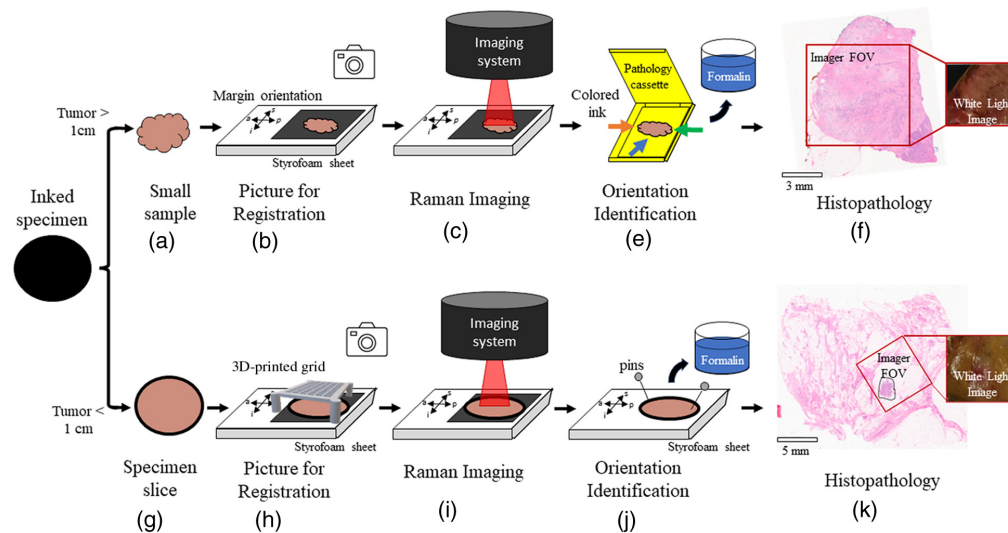 Inked
specimen
Tumor >
1cm
Small
sample
(a)
Margin orientation
a s p i
Styrofoam sheet
Picture for
Registration
(b)
Imaging
system
a s p i
Raman Imaging
(c)
Pathology
cassette
Colored
ink
Formalin
Orientation
Identification
(e)
Imager FOV
White Ligh
Image
3 mm
Histopathology
(f)
Tumor <
1 cm
Specimen
slice
(g)
3D-printed grid
a s p i
Styrofoam sheet
Picture for
Registration
(h)
Imaging
system
a s p i
Raman Imaging
(i)
pins
Formalin
a s p i
Styrofoam sheet
Orientation
Identification
(j)
Imager
FOV
White Ligh
Image
5 mm
Histopathology
(k)